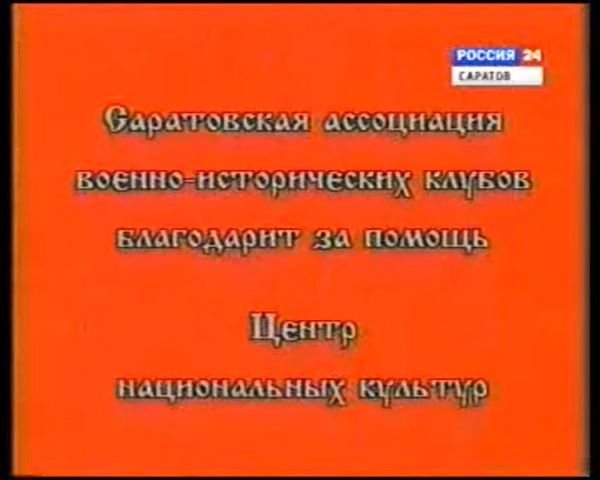 РОССИЯ 24
САРАТОВ
Саратовская ассоциация
военно-исторических клубов
благодарит за помощь
Центр
национальных культур